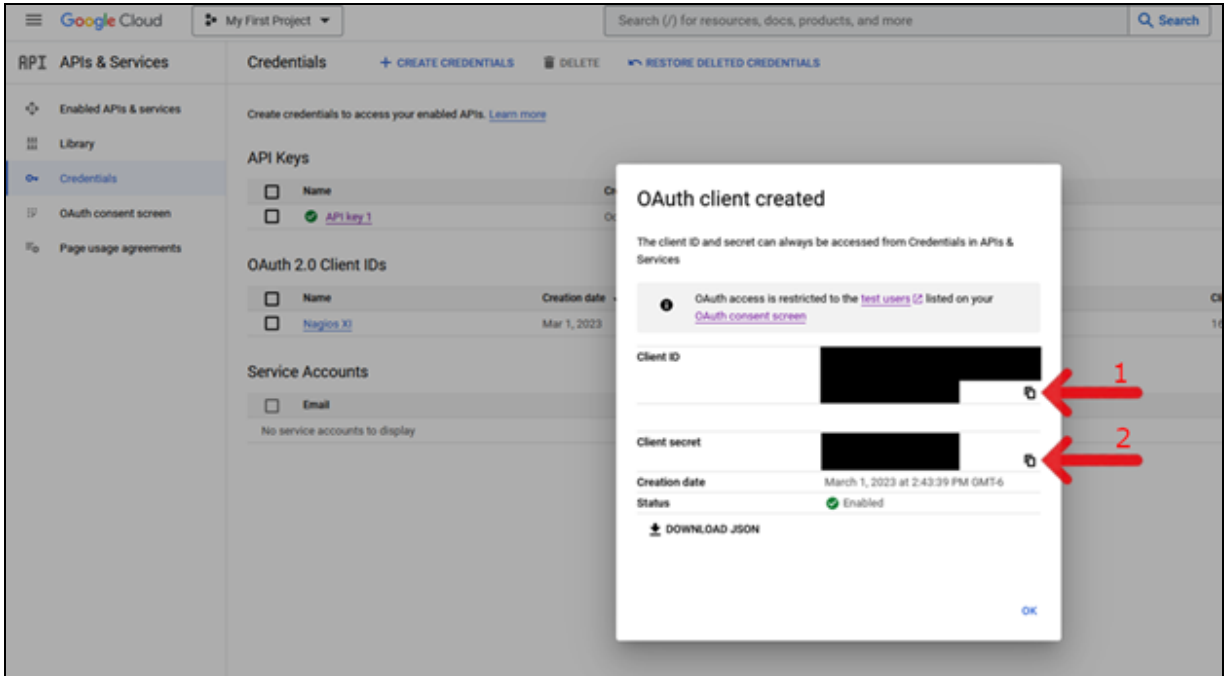 Google Cloud
My First Project
Search (/) for resources, docs, products, and more
Search
API APIs & Services
Credentials
+ CREATE CREDENTIALS
DELETE
RESTORE DELETED CREDENTIALS
Enabled APIs & services
Library
Credentials
OAuth consent screen
Page usage agreements
Create credentials to access your enabled APIs. Learn more
API Keys
Name
API key 1
OAuth 2.0 Client IDs
Name
Creation date
Nagios XI
Mar 1, 2023
Service Accounts
Email
No service accounts to display
OAuth client created
The client ID and secret can always be accessed from Credentials in APIs &
Services
OAuth access is restricted to the test users listed on your
OAuth consent screen
Client ID
1
Client secret
2
Creation date
March 1, 2023 at 2:43:39 PM GMT-6
Status
Enabled
DOWNLOAD JSON
OK